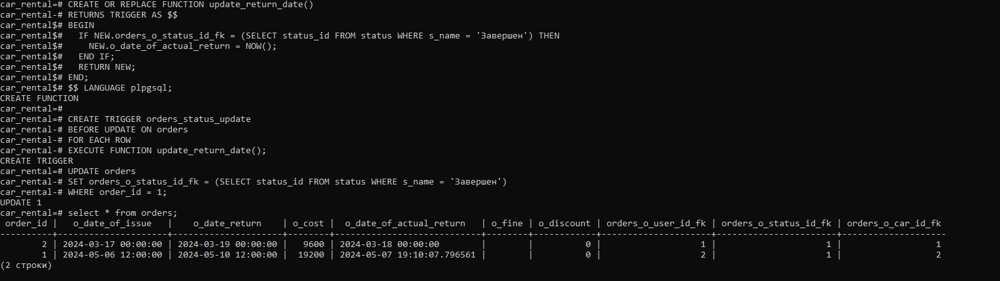 car_rental=# CREATE OR REPLACE FUNCTION update_return_date()
car_rental-# RETURNS TRIGGER AS $$
car_rental$# BEGIN
car_rental$#   IF NEW.orders_o_status_id_fk = (SELECT status_id FROM status WHERE s_name = 'Завершен') THEN
car_rental$#     NEW.o_date_of_actual_return = NOW();
car_rental$#   END IF;
car_rental$#   RETURN NEW;
car_rental$# END;
car_rental$# $$ LANGUAGE plpgsql;
CREATE FUNCTION
car_rental=#
car_rental=# CREATE TRIGGER orders_status_update
car_rental-# BEFORE UPDATE ON orders
car_rental-# FOR EACH ROW
car_rental-# EXECUTE FUNCTION update_return_date();
CREATE TRIGGER
car_rental=# UPDATE orders
car_rental-# SET orders_o_status_id_fk = (SELECT status_id FROM status WHERE s_name = 'Завершен')
car_rental-# WHERE order_id = 1;
UPDATE 1
car_rental=# select * from orders;
 order_id |   o_date_of_issue   |    o_date_return    | o_cost |  o_date_of_actual_return   | o_fine | o_discount | orders_o_user_id_fk | orders_o_status_id_fk | orders_o_car_id_fk
----------+---------------------+---------------------+--------+----------------------------+--------+------------+---------------------+-----------------------+--------------------
        2 | 2024-03-17 00:00:00 | 2024-03-19 00:00:00 |   9600 | 2024-03-18 00:00:00        |        |          0 |                   1 |                     1 |                  1
        1 | 2024-05-06 12:00:00 | 2024-05-10 12:00:00 |  19200 | 2024-05-07 19:10:07.796561 |        |          0 |                   2 |                     1 |                  2
(2 строки)